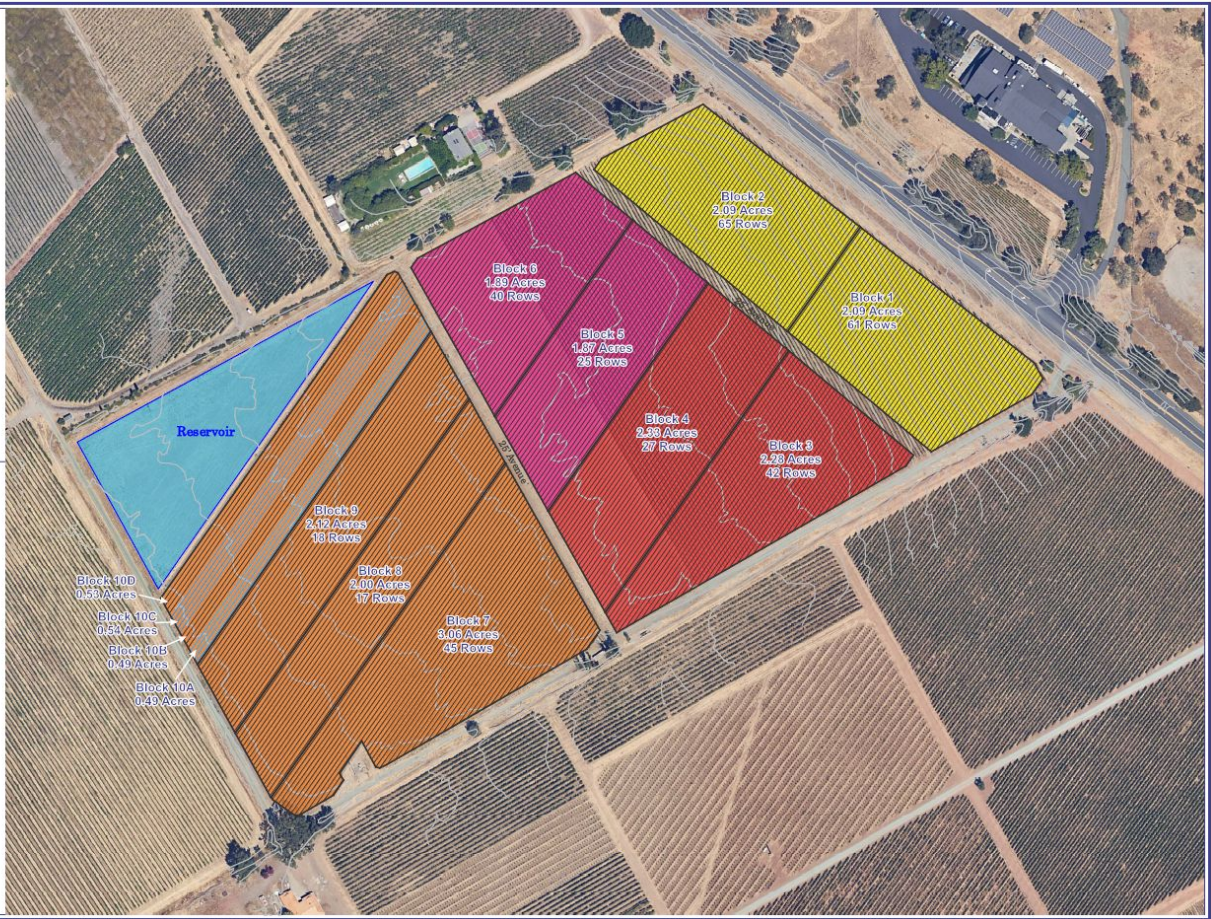 Block 2
2.09 Acres
65 Rows
Block 1
2.09 Acres
61 Rows
Block 6
1.89 Acres
40 Rows
Block 5
1.87 Acres
25 Rows
Block 4
2.33 Acres
27 Rows
Block 3
2.28 Acres
42 Rows
Reservoir
25' Avenue
Block 9
2.12 Acres
18 Rows
Block 8
2.00 Acres
17 Rows
Block 7
3.06 Acres
45 Rows
Block 10D
0.53 Acres
Block 10C
0.54 Acres
Block 10B
0.49 Acres
Block 10A
0.49 Acres